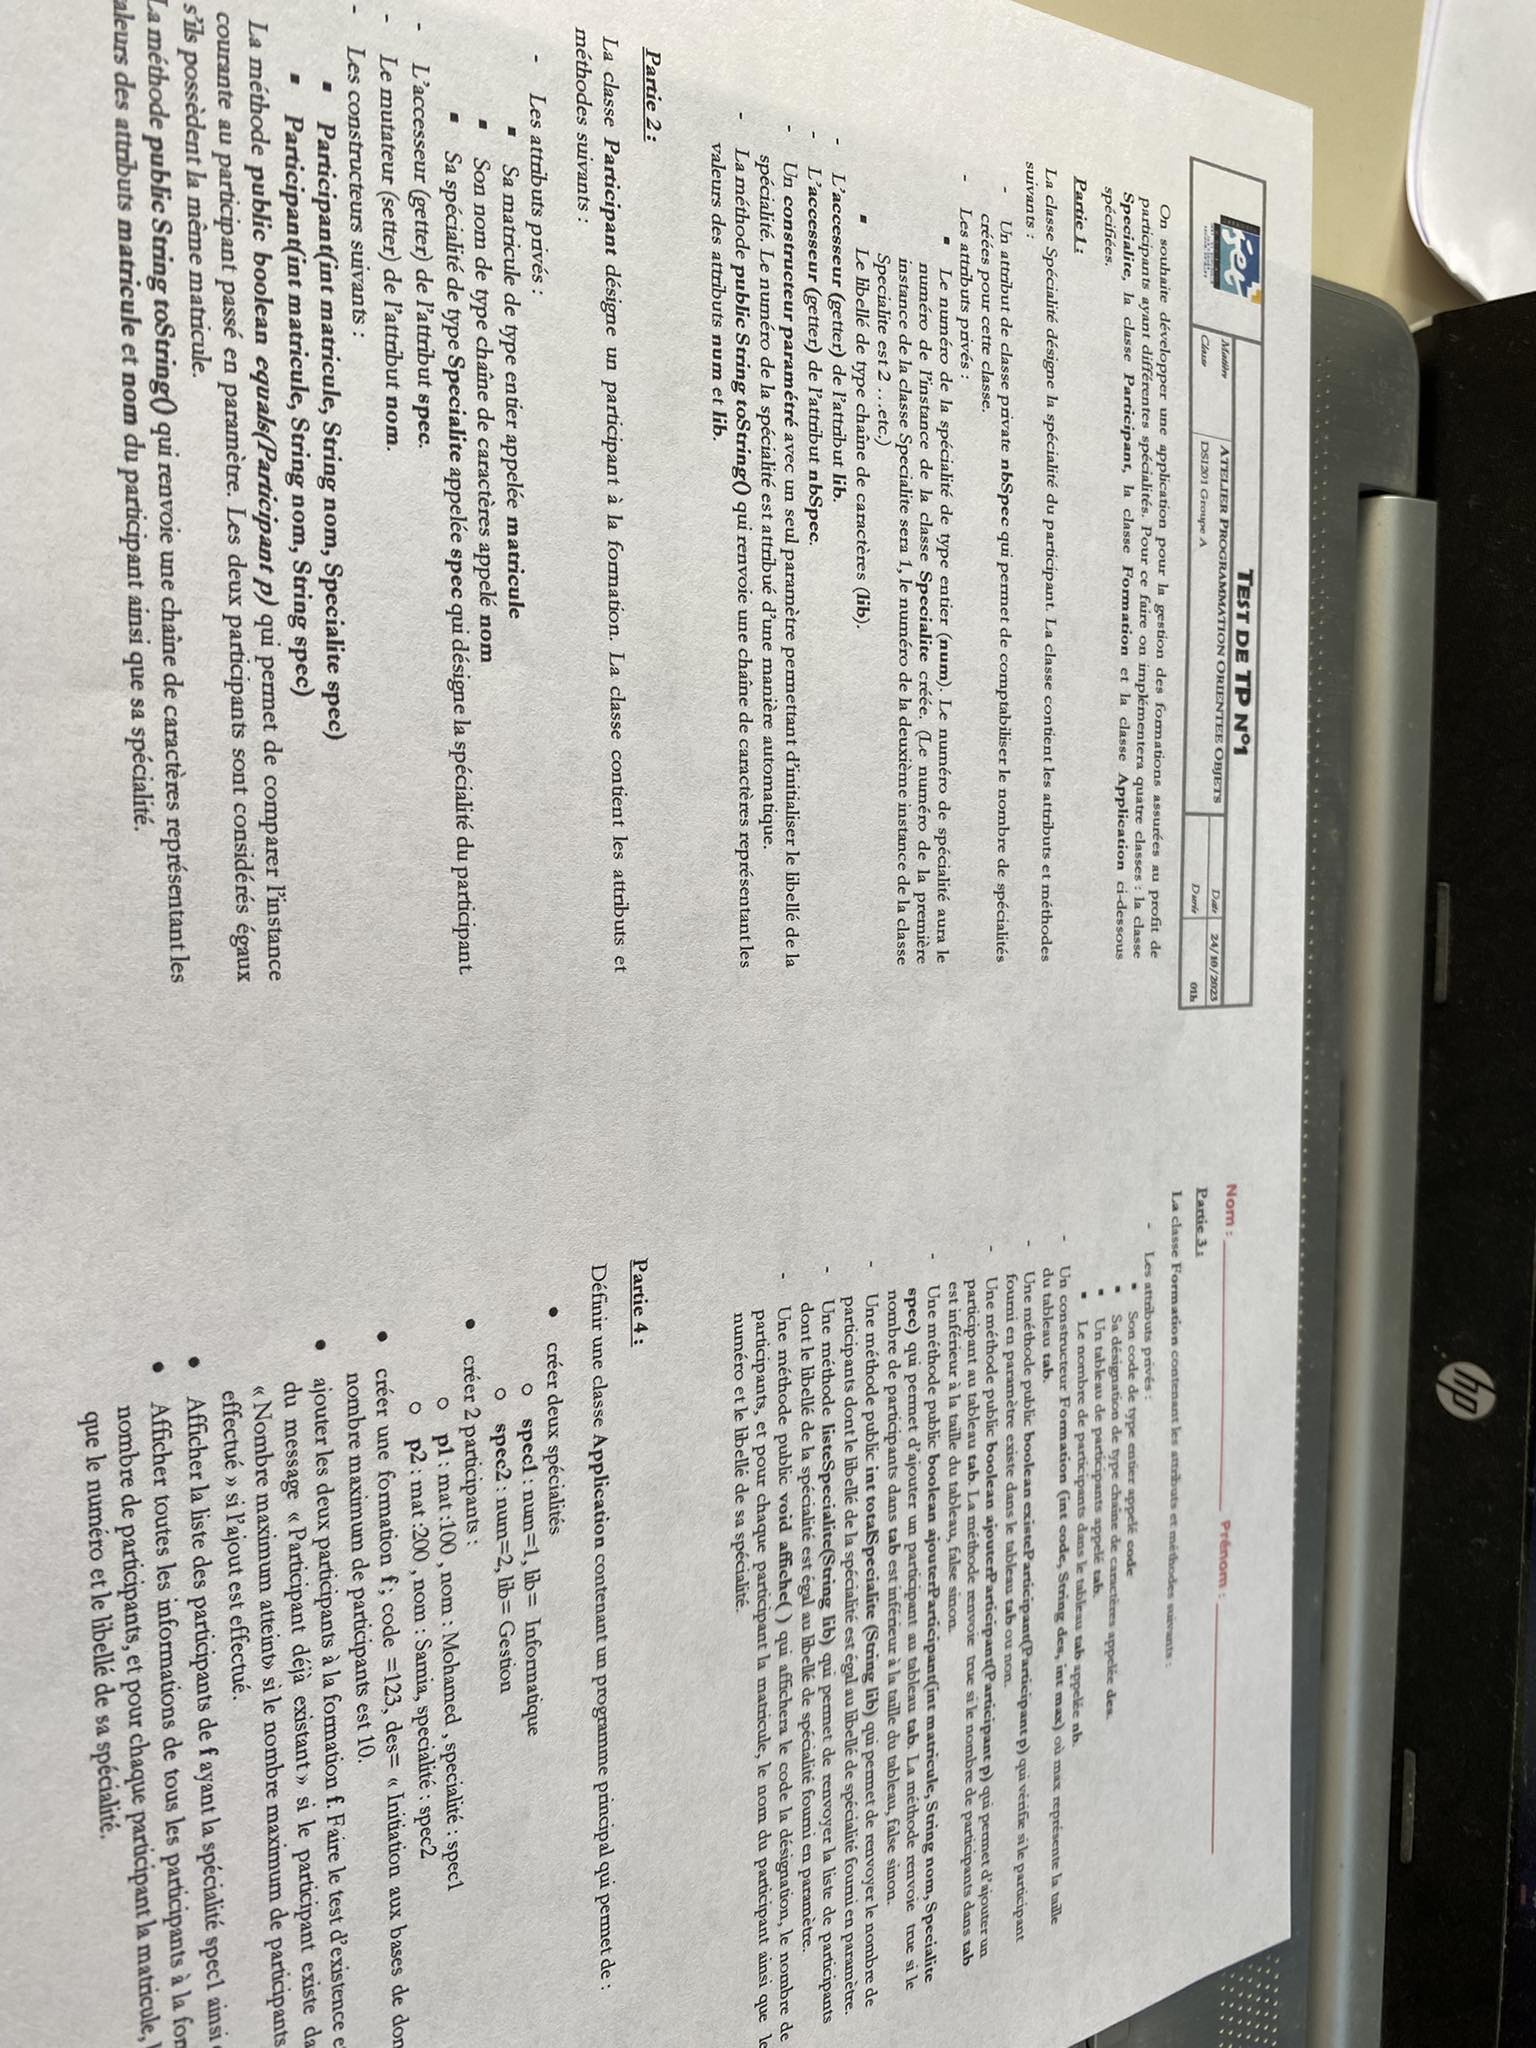 TEST DE TP N°1
iset
Matière
ATELIER PROGRAMMATION ORIENTEE OBJETS
Date
24/10/2023
Classe
DSI201 Groupe A
Durée
01h
On souhaite développer une application pour la gestion des formations assurées au profit de
participants ayant différentes spécialités. Pour ce faire on implémentera quatre classes : la classe
Specialite, la classe Participant, la classe Formation et la classe Application ci-dessous
spécifiées.
Partie 1 :
La classe Spécialité désigne la spécialité du participant. La classe contient les attributs et méthodes
suivants :
- Un attribut de classe private nbSpec qui permet de comptabiliser le nombre de spécialités
créées pour cette classe.
- Les attributs privés :
▪ Le numéro de la spécialité de type entier (num). Le numéro de spécialité aura le
numéro de l'instance de la classe Specialite créée. (Le numéro de la première
instance de la classe Specialite sera 1, le numéro de la deuxième instance de la classe
Specialite est 2 …etc.)
▪ Le libellé de type chaîne de caractères (lib).
- L'accesseur (getter) de l'attribut lib.
- L'accesseur (getter) de l'attribut nbSpec.
- Un constructeur paramétré avec un seul paramètre permettant d'initialiser le libellé de la
spécialité. Le numéro de la spécialité est attribué d'une manière automatique.
- La méthode public String toString() qui renvoie une chaîne de caractères représentant les
valeurs des attributs num et lib.
Partie 2 :
La classe Participant désigne un participant à la formation. La classe contient les attributs et
méthodes suivants :
- Les attributs privés :
▪ Sa matricule de type entier appelée matricule
▪ Son nom de type chaîne de caractères appelé nom
▪ Sa spécialité de type Specialite appelée spec qui désigne la spécialité du participant.
- L'accesseur (getter) de l'attribut spec.
- Le mutateur (setter) de l'attribut nom.
- Les constructeurs suivants :
▪ Participant(int matricule, String nom, Specialite spec)
▪ Participant(int matricule, String nom, String spec)
La méthode public boolean equals(Participant p) qui permet de comparer l'instance
courante au participant passé en paramètre. Les deux participants sont considérés égaux
s'ils possèdent la même matricule.
La méthode public String toString() qui renvoie une chaîne de caractères représentant les
aleurs des attributs matricule et nom du participant ainsi que sa spécialité.
Nom : Prénom :
Partie 3 :
La classe Formation contenant les attributs et méthodes suivants :
- Les attributs privés :
▪ Son code de type entier appelé code
▪ Sa désignation de type chaîne de caractères appelée des.
▪ Un tableau de participants appelé tab.
▪ Le nombre de participants dans le tableau tab appelée nb.
- Un constructeur Formation (int code, String des, int max) où max représente la taille
du tableau tab.
- Une méthode public boolean existeParticipant(Participant p) qui vérifie si le participant
fourni en paramètre existe dans le tableau tab ou non.
- Une méthode public boolean ajouterParticipant(Participant p) qui permet d'ajouter un
participant au tableau tab. La méthode renvoie true si le nombre de participants dans tab
est inférieur à la taille du tableau, false sinon.
- Une méthode public boolean ajouterParticipant(int matricule, String nom, Specialite
spec) qui permet d'ajouter un participant au tableau tab. La méthode renvoie true si le
nombre de participants dans tab est inférieur à la taille du tableau, false sinon.
- Une méthode public int totalSpecialite (String lib) qui permet de renvoyer le nombre de
participants dont le libellé de la spécialité est égal au libellé de spécialité fourni en paramètre.
- Une méthode listeSpecialite(String lib) qui permet de renvoyer la liste de participants
dont le libellé de la spécialité est égal au libellé de spécialité fourni en paramètre.
- Une méthode public void affiche( ) qui affichera le code la désignation, le nombre de
participants, et pour chaque participant la matricule, le nom du participant ainsi que le
numéro et le libellé de sa spécialité.
Partie 4 :
Définir une classe Application contenant un programme principal qui permet de :
● créer deux spécialités
○ spec1 : num=1, lib= Informatique
○ spec2 : num=2, lib= Gestion
● créer 2 participants :
○ p1 : mat :100 , nom : Mohamed , specialité : spec1
○ p2 : mat :200 , nom : Samia, specialité : spec2
● créer une formation f ; code =123, des= « Initiation aux bases de don
nombre maximum de participants est 10.
● ajouter les deux participants à la formation f. Faire le test d'existence e
du message « Participant déjà existant » si le participant existe da
« Nombre maximum atteint» si le nombre maximum de participants
effectué » si l'ajout est effectué.
● Afficher la liste des participants de f ayant la spécialité spec1 ainsi
● Afficher toutes les informations de tous les participants à la for
nombre de participants, et pour chaque participant la matricule,
que le numéro et le libellé de sa spécialité.
hp